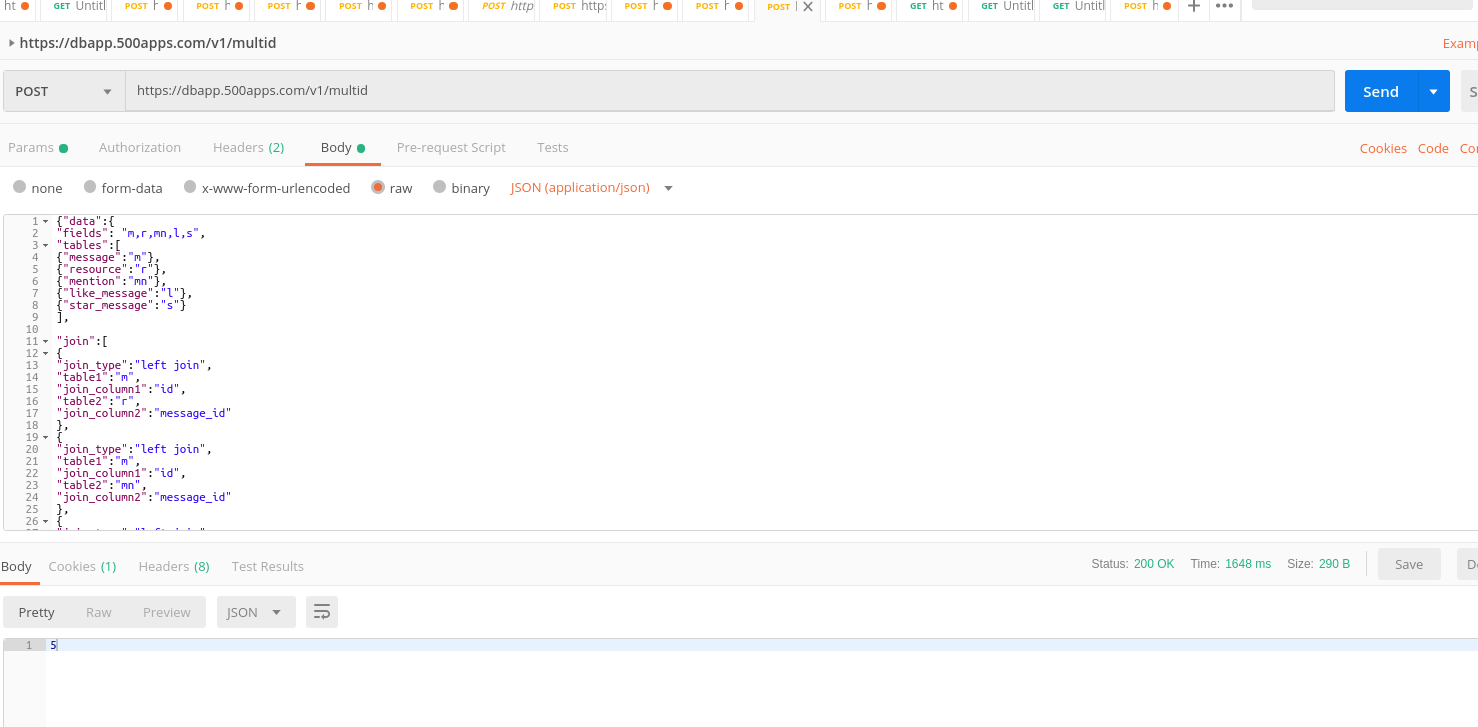 ht GET Untitl POST POST POST POST POST POST http POST https POST POST POST POST GET ht GET Untitl GET Untitl POST + •••
https://dbapp.500apps.com/v1/multid
POST https://dbapp.500apps.com/v1/multid Send
Params Authorization Headers (2) Body Pre-request Script Tests Cookies Code
none form-data x-www-form-urlencoded raw binary JSON (application/json)
1 {"data":{
2 "fields": "m,r,mn,l,s",
3 "tables":[
4 {"message":"m"},
5 {"resource":"r"},
6 {"mention":"mn"},
7 {"like_message":"l"},
8 {"star_message":"s"}
9 ],
10
11 "join":[
12 {
13 "join_type":"left join",
14 "table1":"m",
15 "join_column1":"id",
16 "table2":"r",
17 "join_column2":"message_id"
18 },
19 {
20 "join_type":"left join",
21 "table1":"m",
22 "join_column1":"id",
23 "table2":"mn",
24 "join_column2":"message_id"
25 },
26 {
Body Cookies (1) Headers (8) Test Results Status: 200 OK Time: 1648 ms Size: 290 B Save
Pretty Raw Preview JSON
1 5